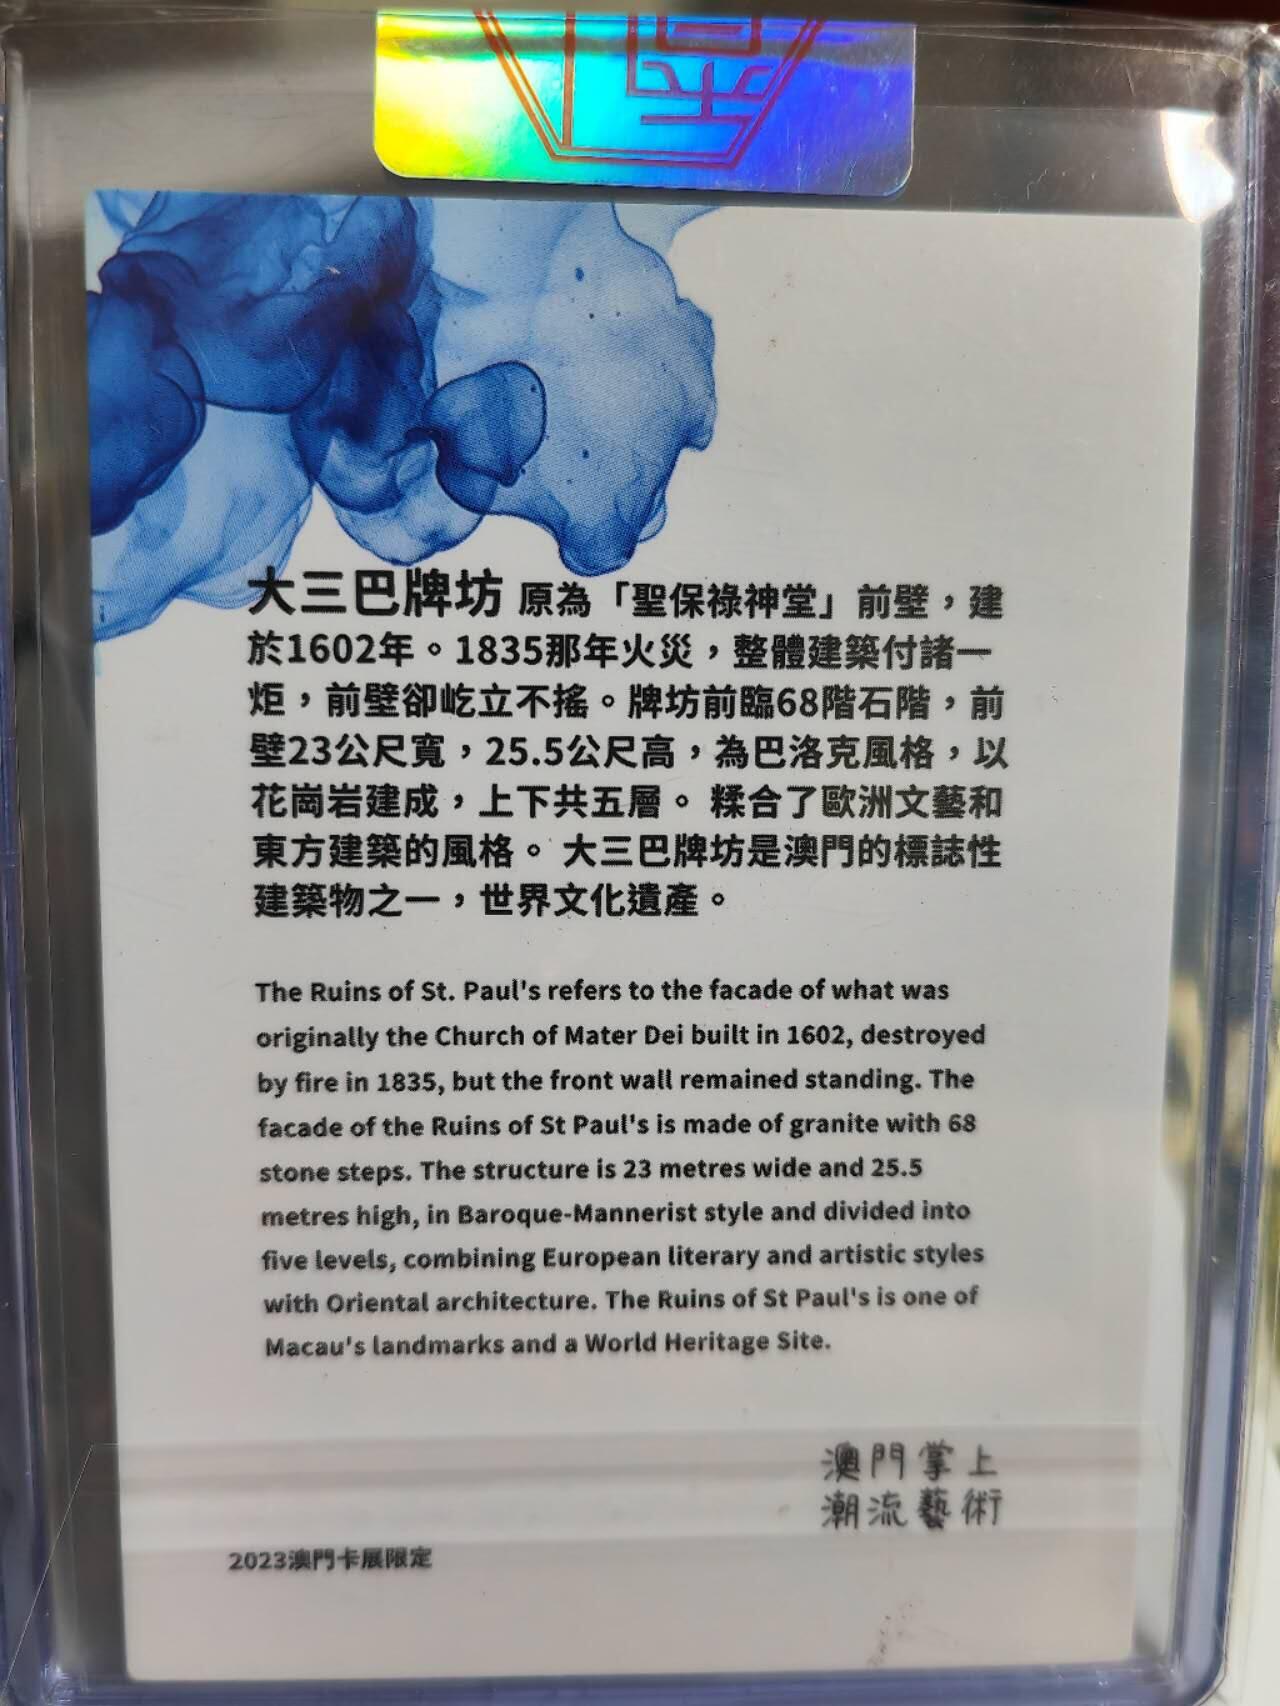 大三巴牌坊 原為「聖保祿神堂」前壁，建
於1602年。1835那年火災，整體建築付諸一
炬，前壁卻屹立不搖。牌坊前臨68階石階，前
壁23公尺寬，25.5公尺高，為巴洛克風格，以
花崗岩建成，上下共五層。 糅合了歐洲文藝和
東方建築的風格。 大三巴牌坊是澳門的標誌性
建築物之一，世界文化遺產。
The Ruins of St. Paul's refers to the facade of what was
originally the Church of Mater Dei built in 1602, destroyed
by fire in 1835, but the front wall remained standing. The
facade of the Ruins of St Paul's is made of granite with 68
stone steps. The structure is 23 metres wide and 25.5
metres high, in Baroque-Mannerist style and divided into
five levels, combining European literary and artistic styles
with Oriental architecture. The Ruins of St Paul's is one of
Macau's landmarks and a World Heritage Site.
澳門掌上
潮流藝術
2023澳門卡展限定